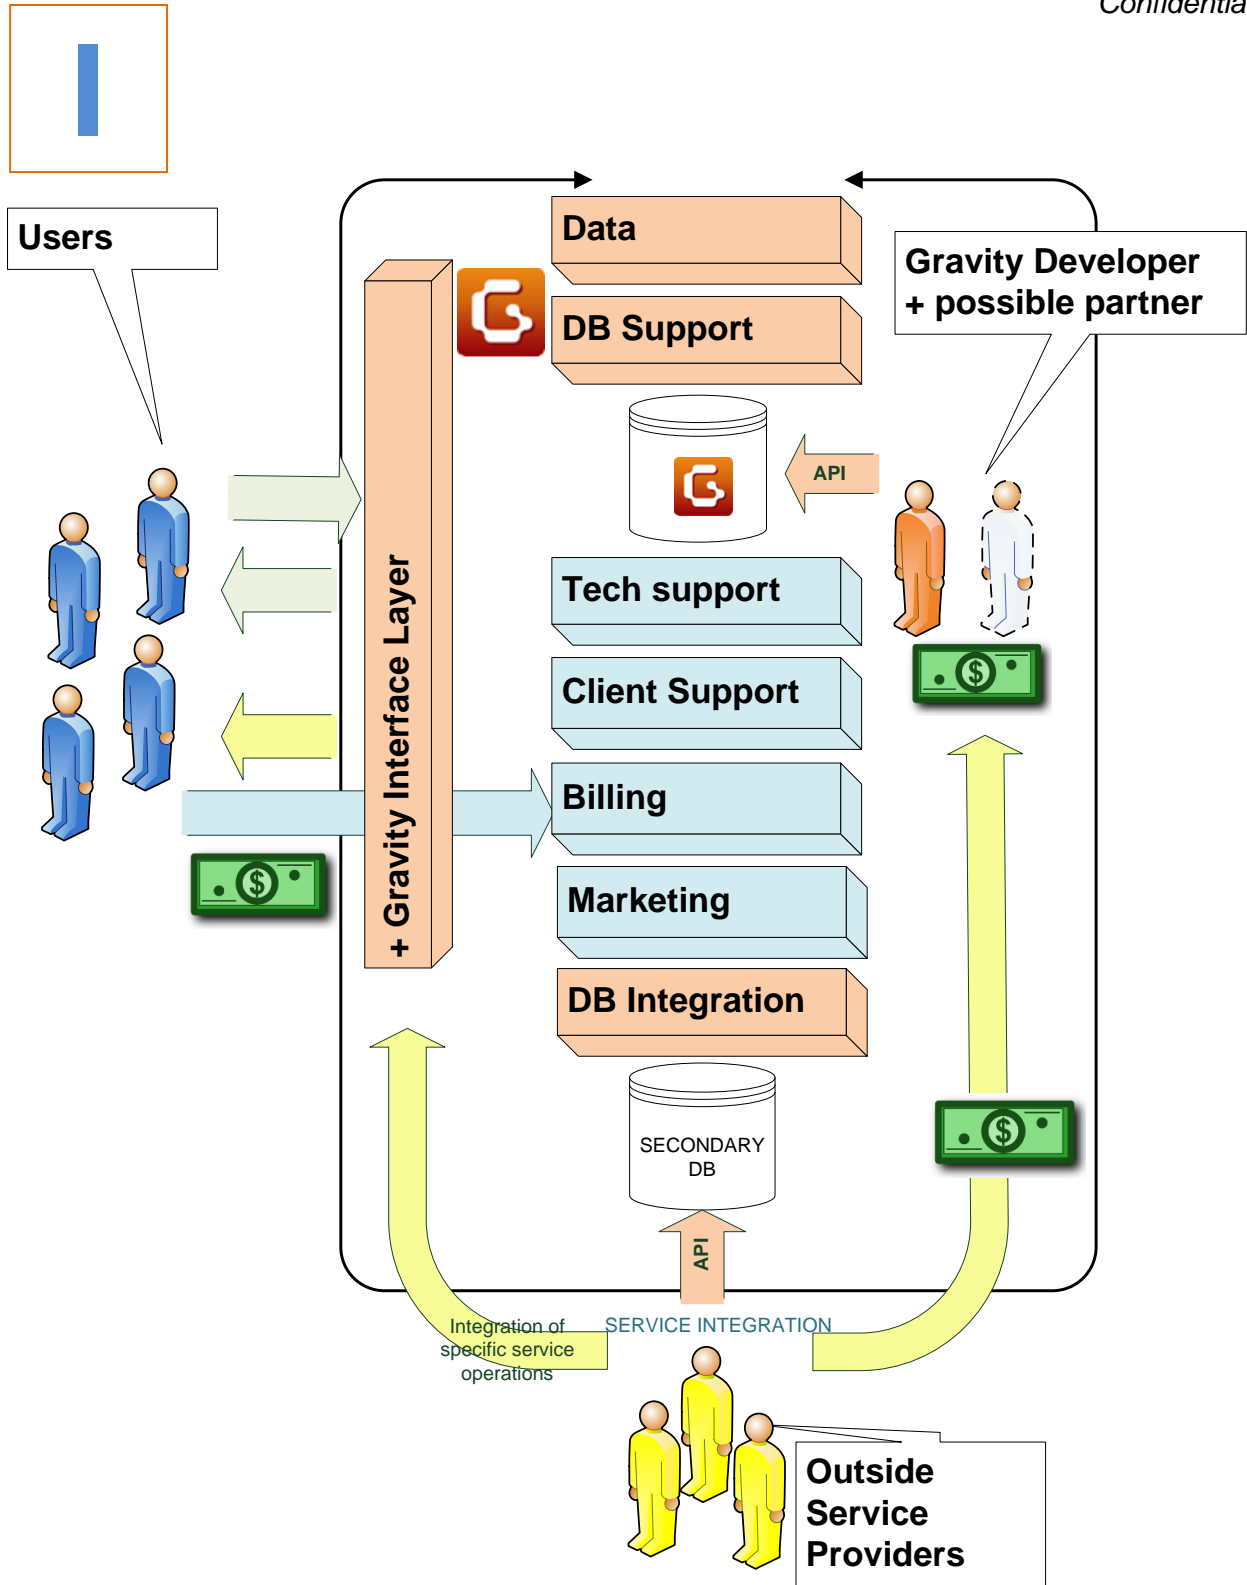 Confidentia
I
Users
Data
Gravity Developer
+ possible partner
DB Support
API
+ Gravity Interface Layer
Tech support
Client Support
Billing
Marketing
DB Integration
SECONDARY
DB
API
Integration of
specific service
operations
SERVICE INTEGRATION
Outside
Service
Providers